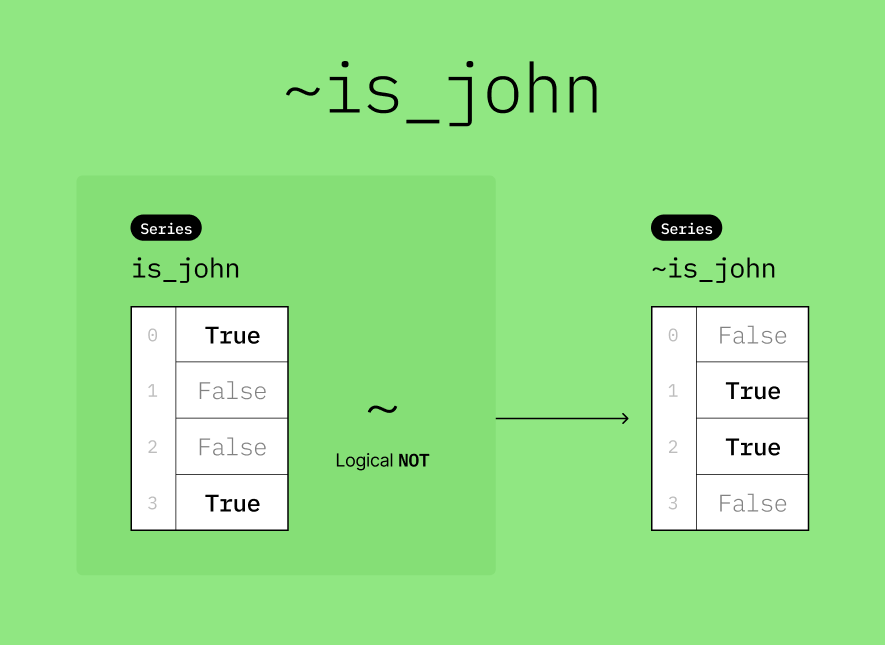 ~is_john
Series
is_john
0 True
1 False
2 False
3 True
~
Logical NOT
Series
~is_john
0 False
1 True
2 True
3 False